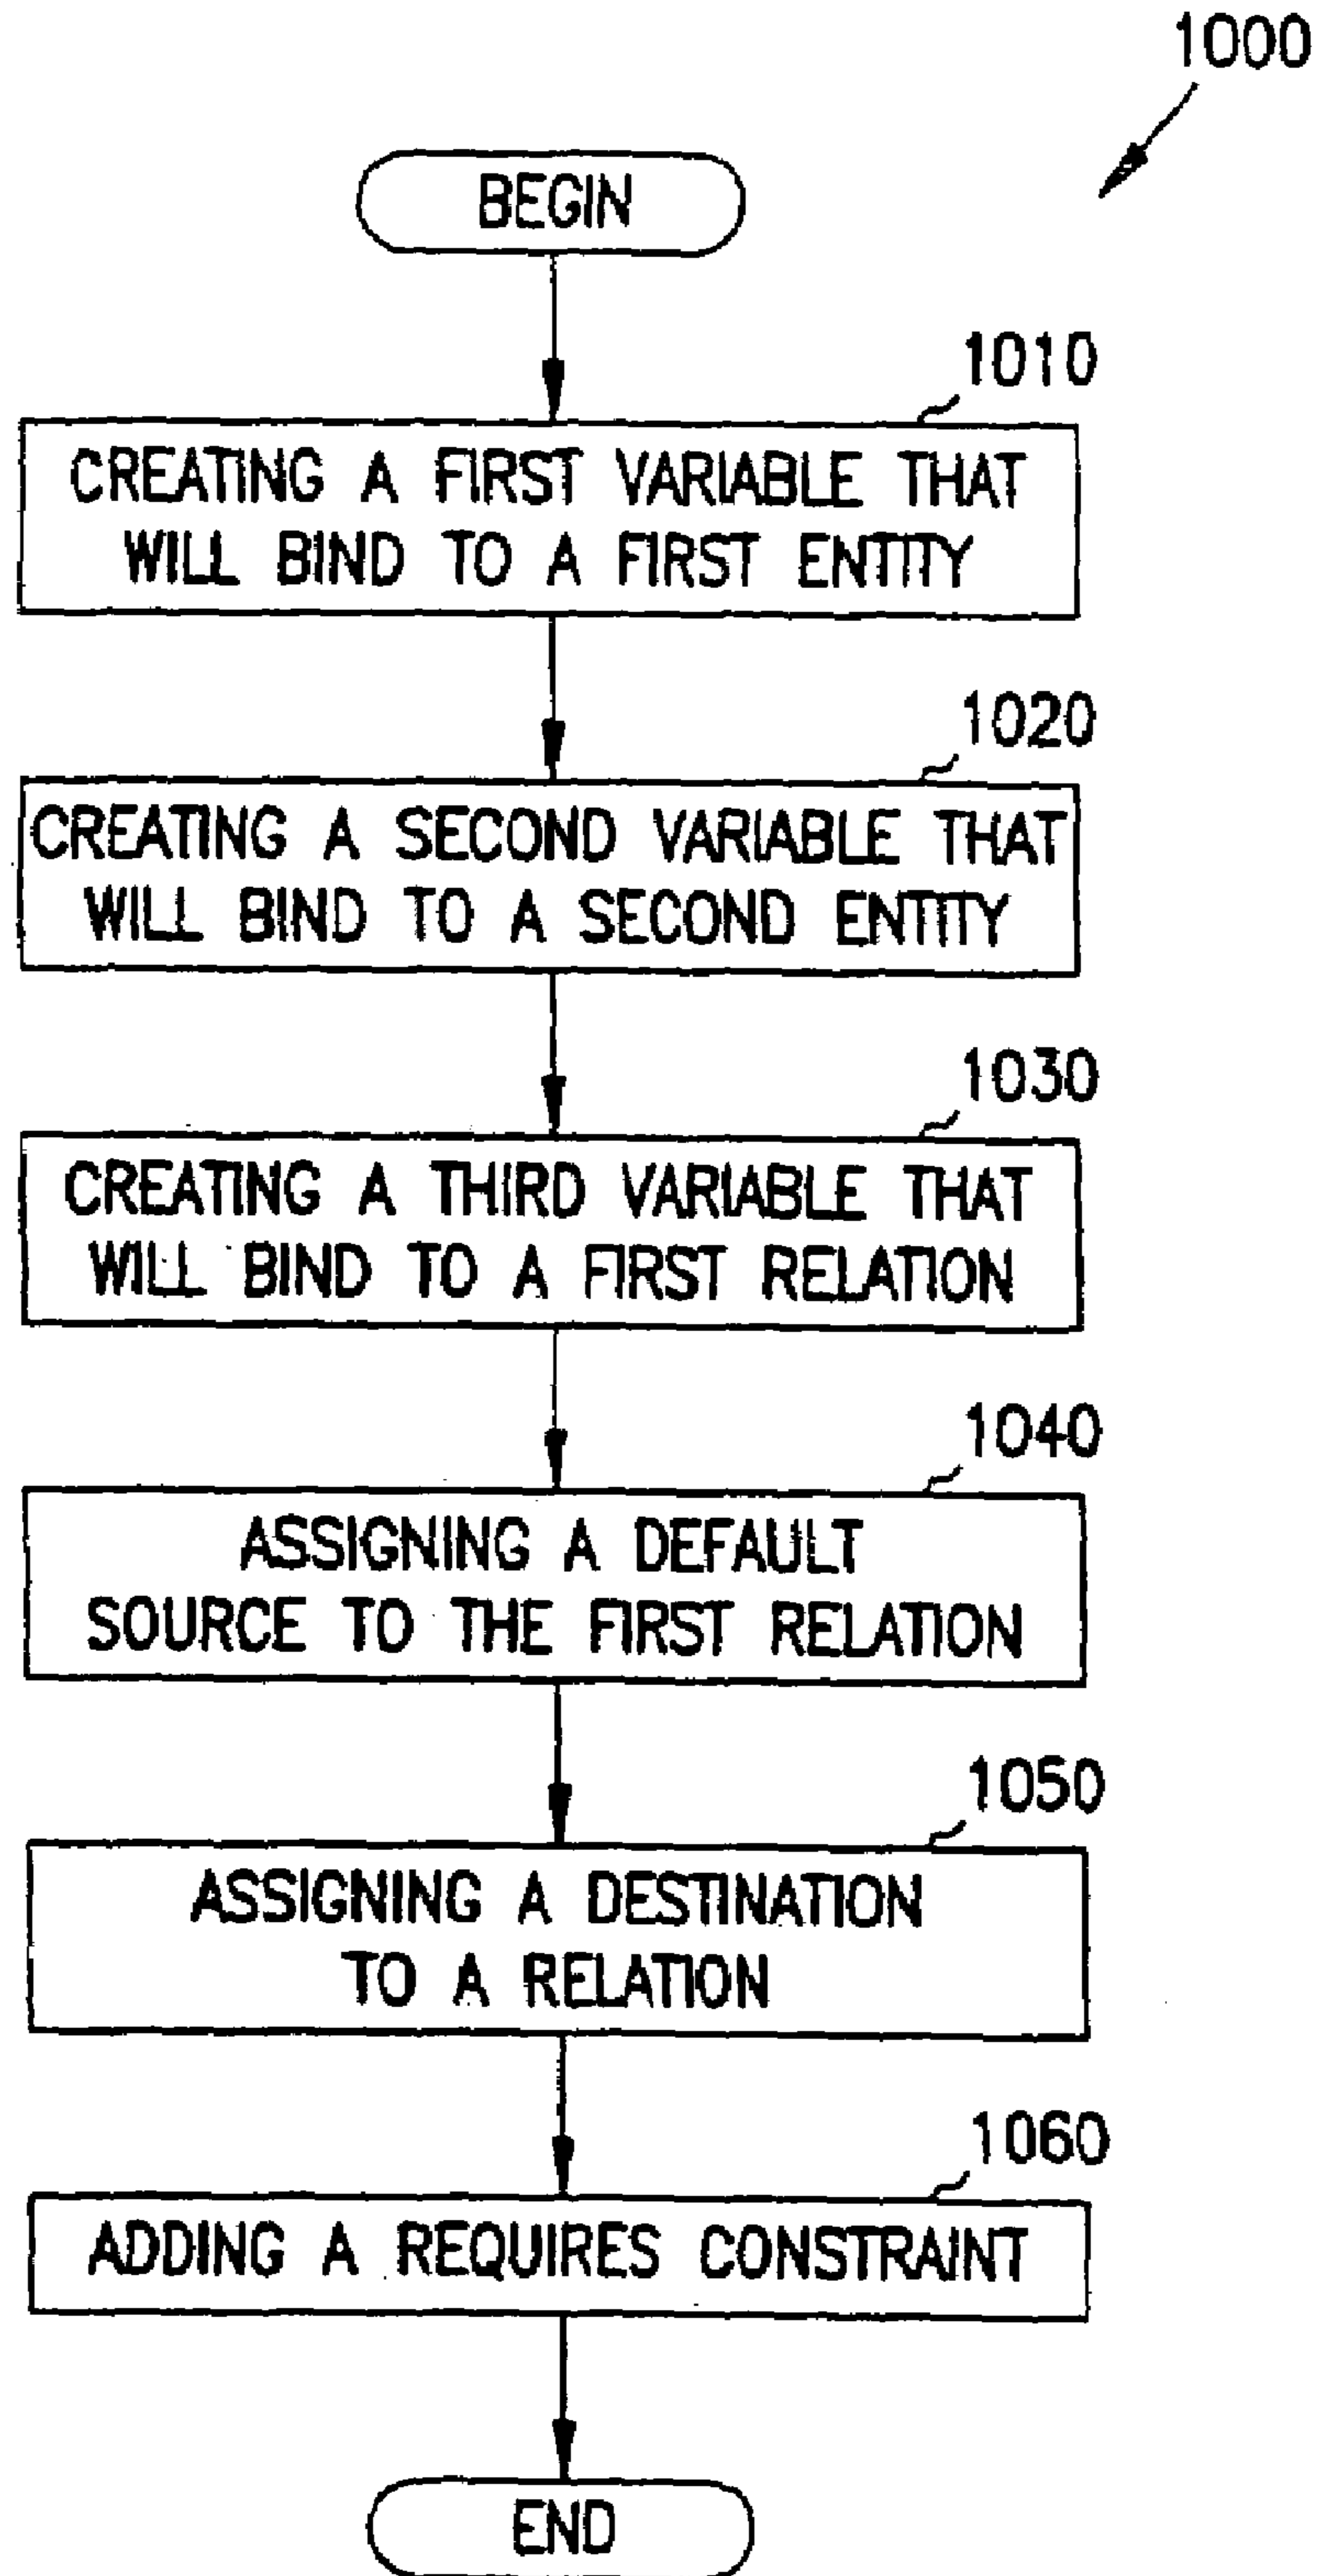 1000
BEGIN
1010
CREATING A FIRST VARIABLE THAT
WILL BIND TO A FIRST ENTITY
1020
CREATING A SECOND VARIABLE THAT
WILL BIND TO A SECOND ENTITY
1030
CREATING A THIRD VARIABLE THAT
WILL BIND TO A FIRST RELATION
1040
ASSIGNING A DEFAULT
SOURCE TO THE FIRST RELATION
1050
ASSIGNING A DESTINATION
TO A RELATION
1060
ADDING A REQUIRES CONSTRAINT
END